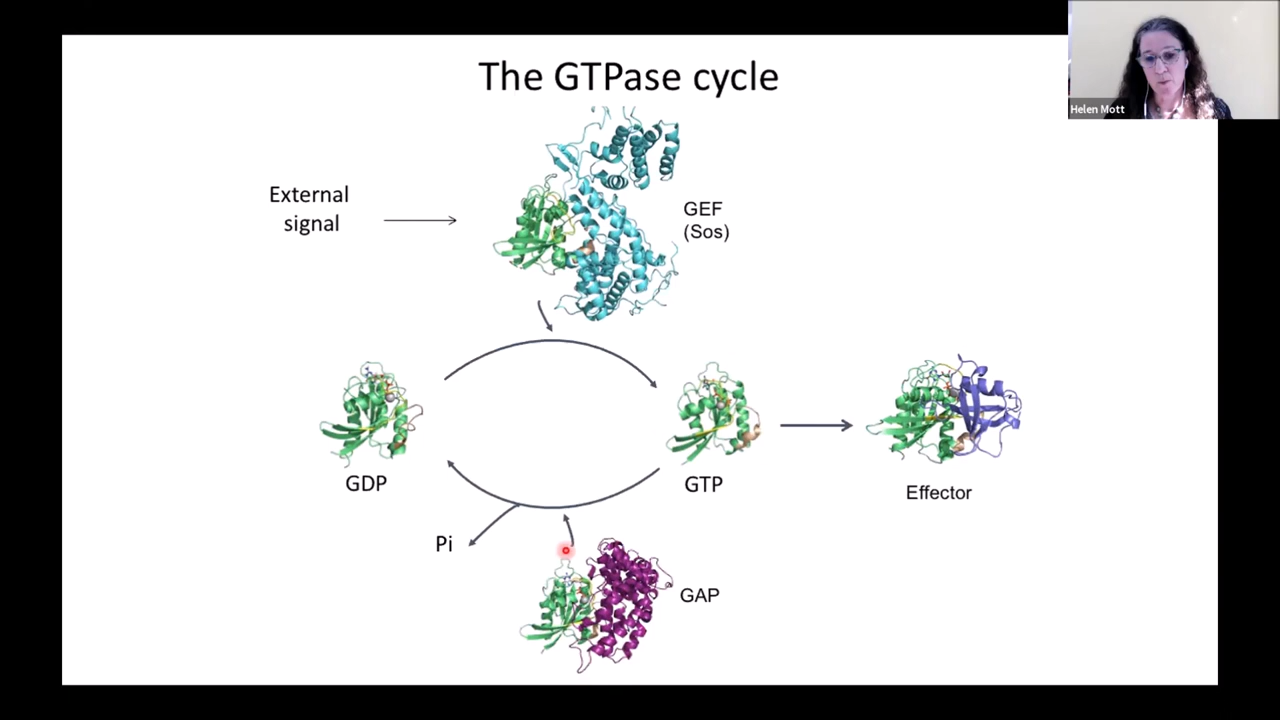 The GTPase cycle
Helen Mott
External
signal
GEF
(Sos)
GDP
GTP
Effector
Pi
GAP